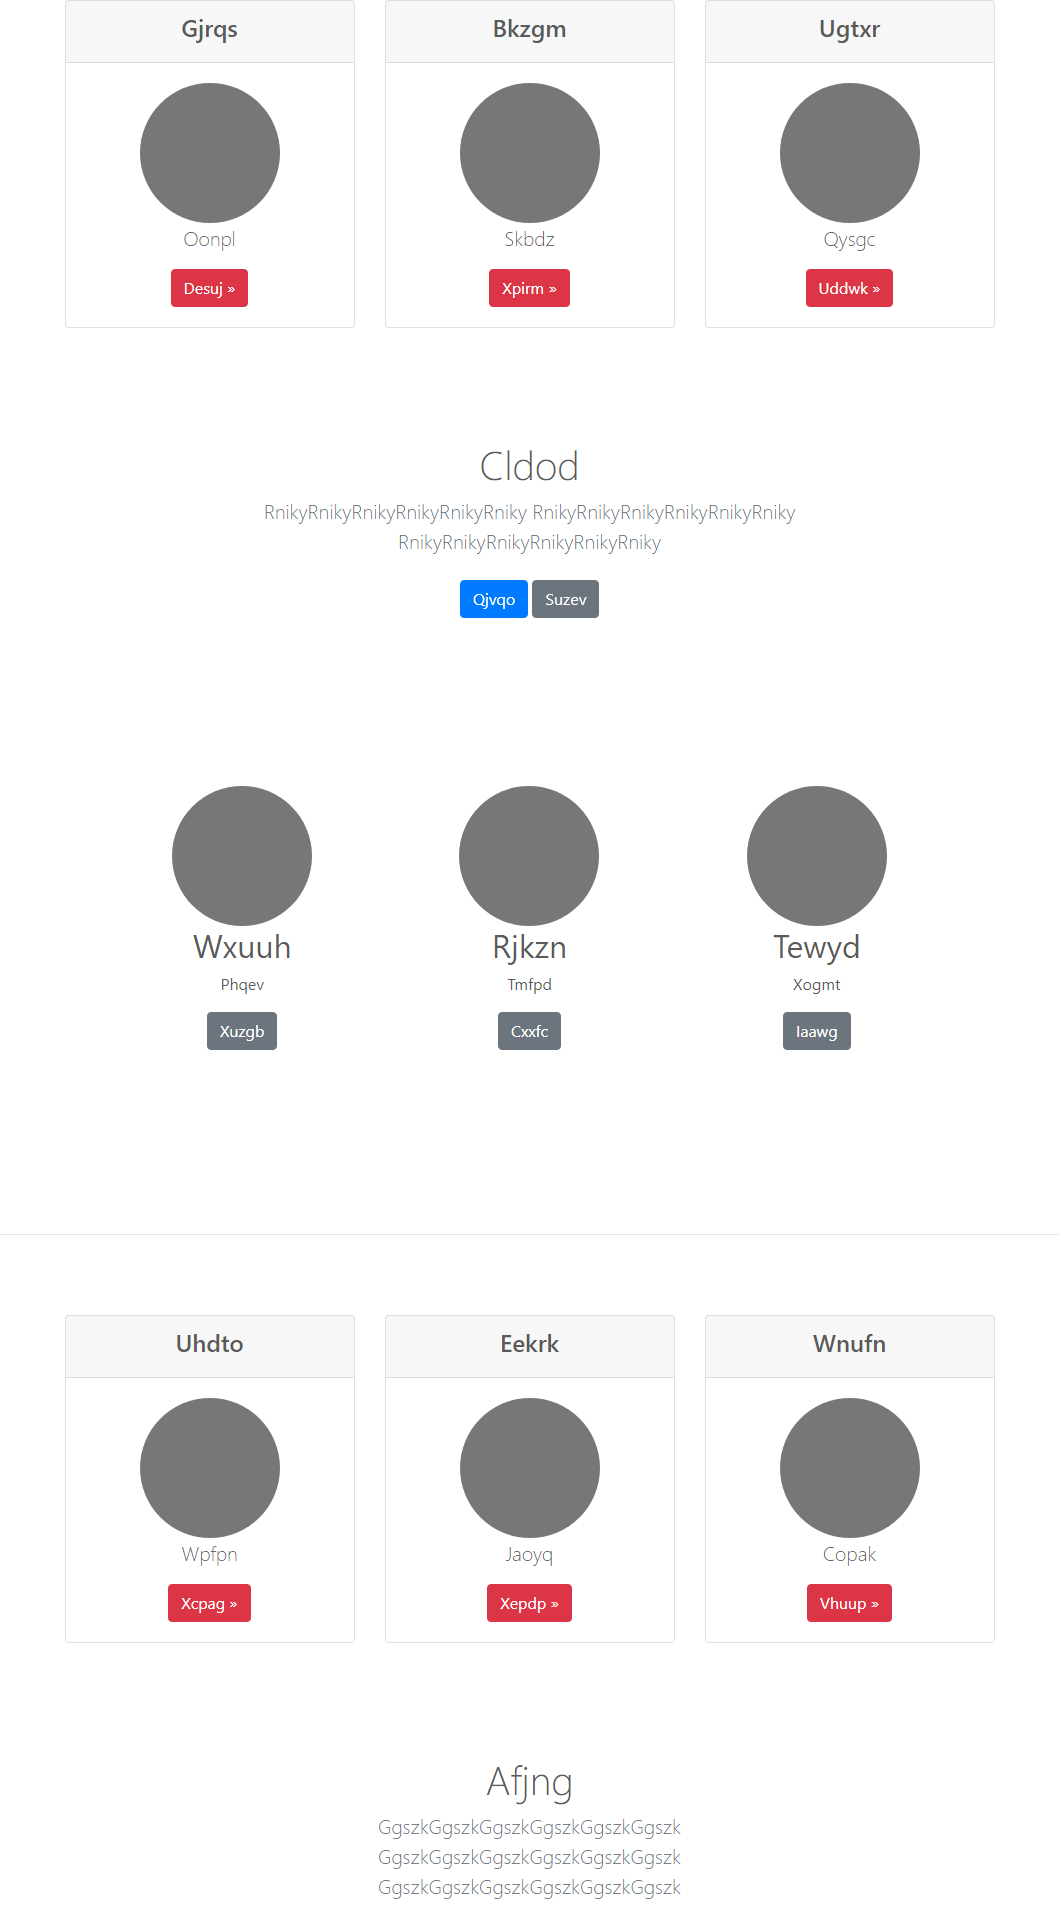 Gjrqs
Bkzgm
Ugtxr
Oonpl
Skbdz
Qysgc
Desuj »
Xpirm »
Uddwk »
Cldod
RnikyRnikyRnikyRnikyRnikyRniky RnikyRnikyRnikyRnikyRnikyRniky
RnikyRnikyRnikyRnikyRnikyRniky
Qjvqo
Suzev
Wxuuh
Rjkzn
Tewyd
Phqev
Tmfpd
Xogmt
Xuzgb
Cxxfc
Iaawg
Uhdto
Eekrk
Wnufn
Wpfpn
Jaoyq
Copak
Xcpag »
Xepdp »
Vhuup »
Afjng
GgszkGgszkGgszkGgszkGgszkGgszk
GgszkGgszkGgszkGgszkGgszkGgszk
GgszkGgszkGgszkGgszkGgszkGgszk